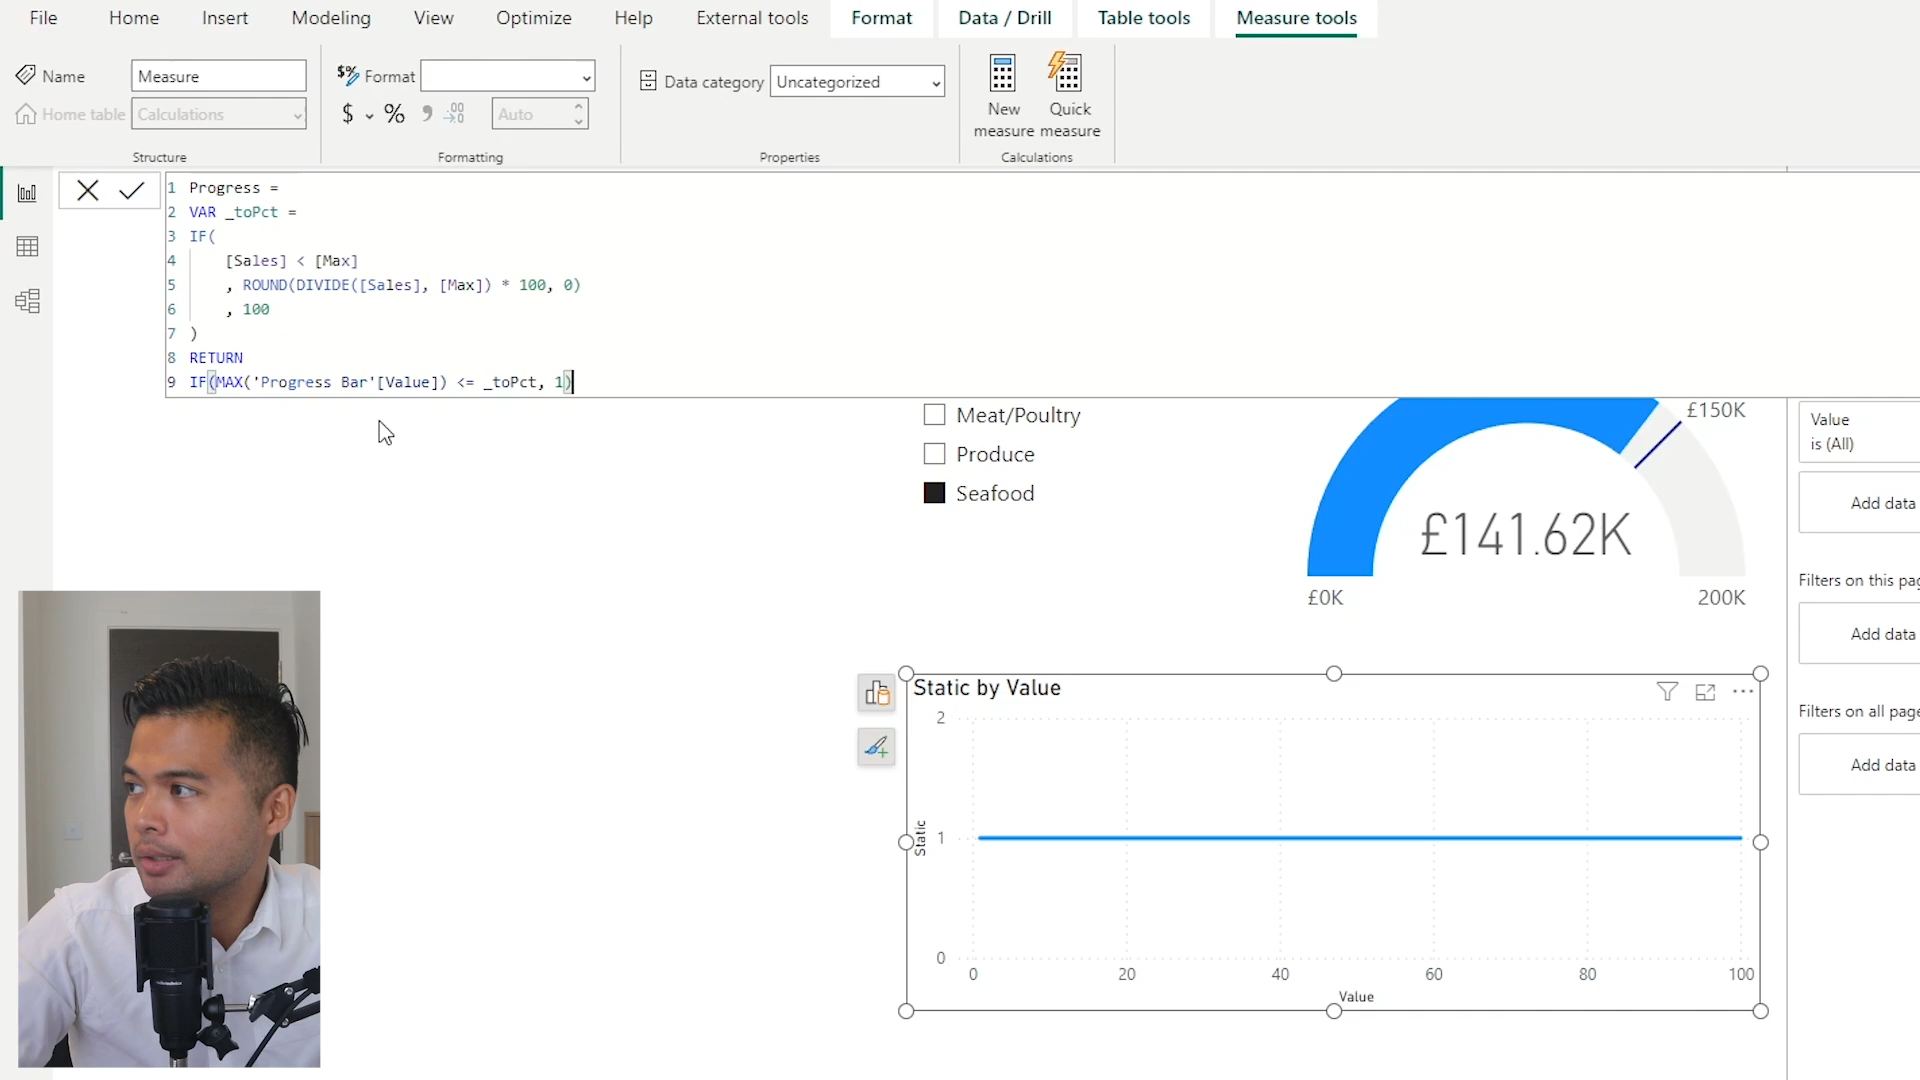 File Home Insert Modeling View Optimize Help External tools Format Data / Drill Table tools Measure tools
Name Measure
Home table Calculations
Structure
$% Format
$ % , .00 Auto
Formatting
Data category Uncategorized
Properties
New measure
Quick measure
Calculations
1 Progress =
2 VAR _toPct =
3 IF(
4 [Sales] < [Max]
5 , ROUND(DIVIDE([Sales], [Max]) * 100, 0)
6 , 100
7 )
8 RETURN
9 IF(MAX('Progress Bar'[Value]) <= _toPct, 1)
Meat/Poultry
Produce
Seafood
£150K
£141.62K
£0K 200K
Value
is (All)
Add data
Filters on this pag
Add data
Filters on all page
Add data
Static by Value
2
1
0
Static
0 20 40 60 80 100
Value